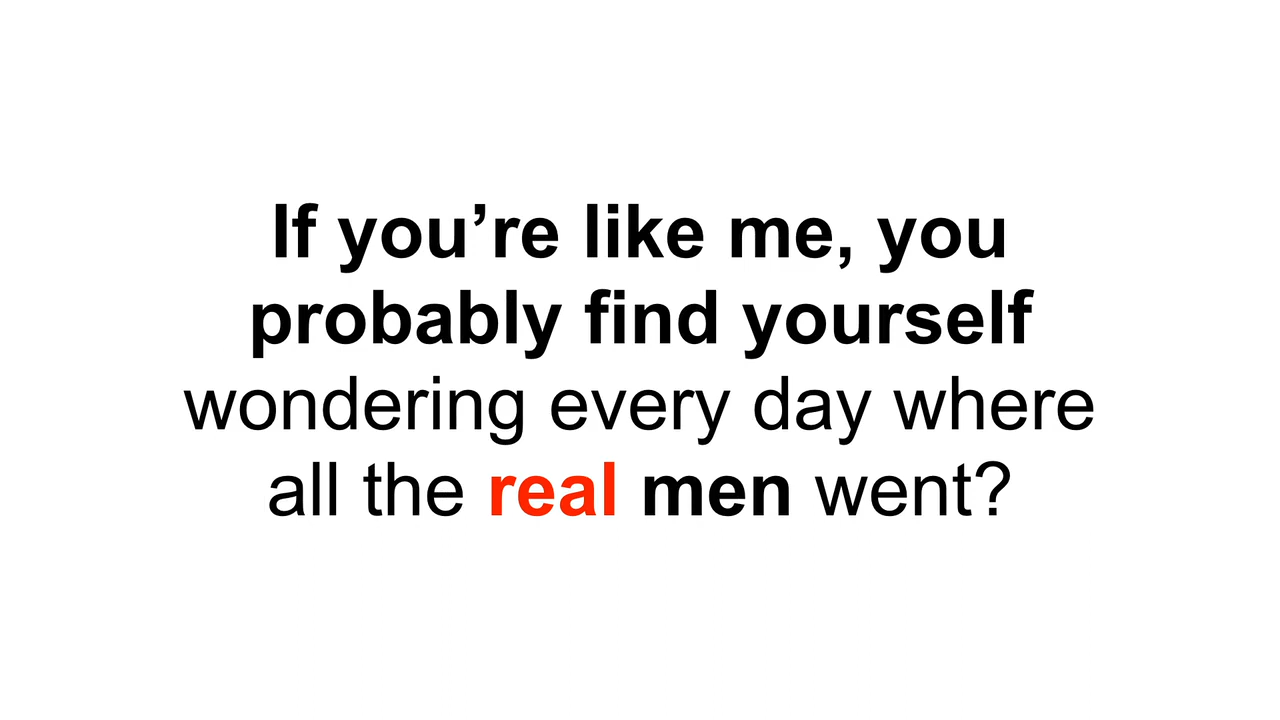 If you’re like me, you
probably find yourself
wondering every day where
all the real men went?